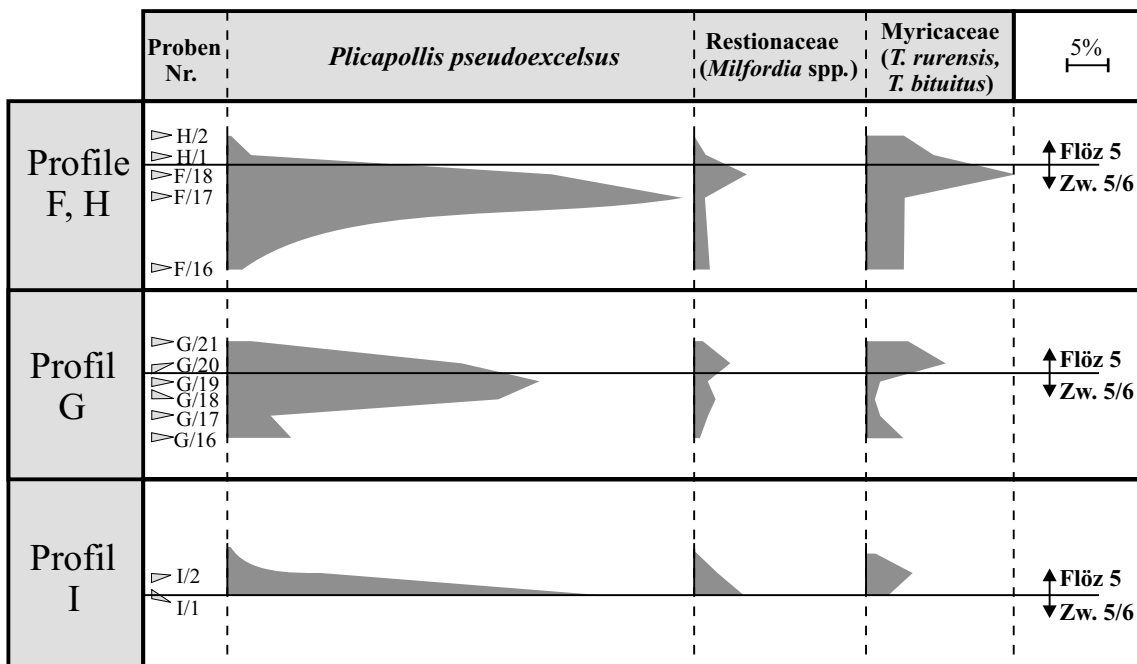 Proben
Nr.
Plicapollis pseudoexcelsus
Restionaceae
(Milfordia spp.)
Myricaceae
(T. rurensis,
T. bituitus)
5%
Profile
F, H
H/2
H/1
F/18
F/17
F/16
Flöz 5
Zw. 5/6
Profil
G
G/21
G/20
G/19
G/18
G/17
G/16
Flöz 5
Zw. 5/6
Profil
I
I/2
I/1
Flöz 5
Zw. 5/6